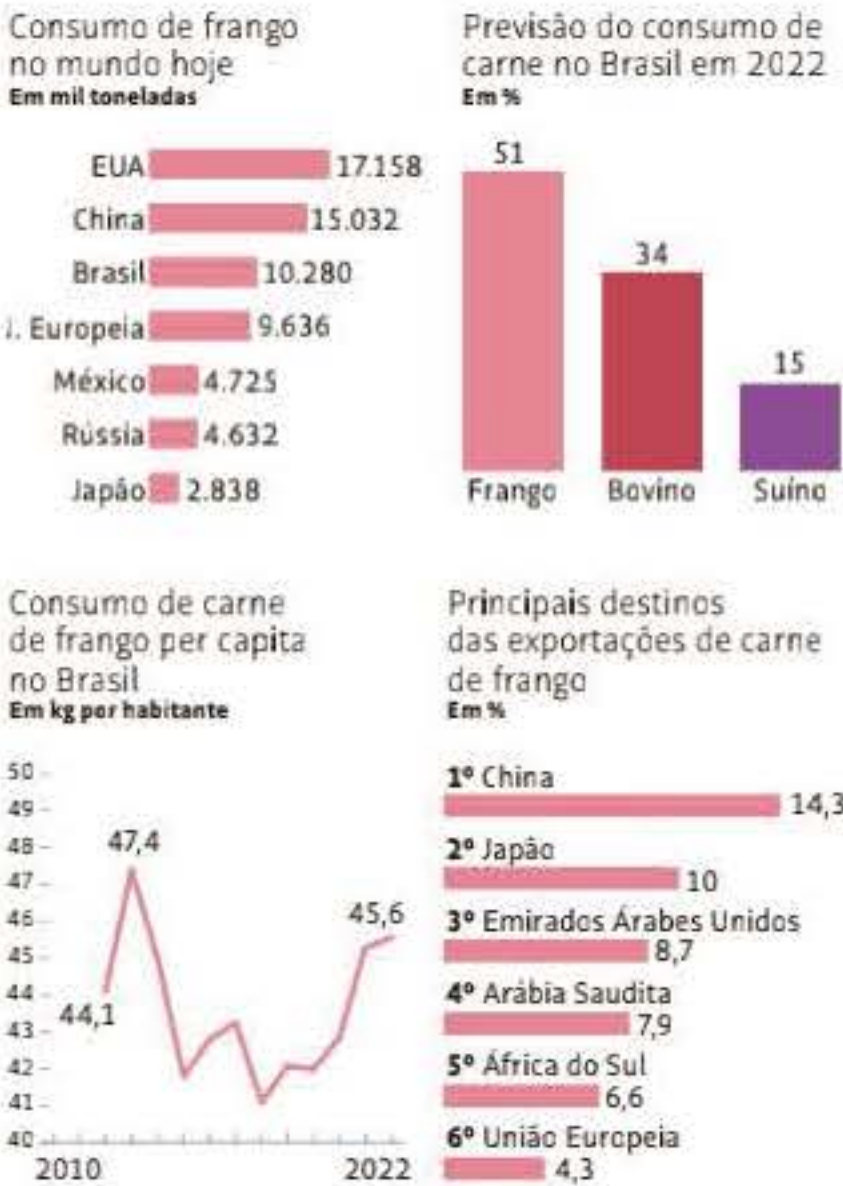 Consumo de frango
no mundo hoje
Em mil toneladas
EUA 17.158
China 15.032
Brasil 10.280
. Europeia 9.636
México 4.725
Rússia 4.632
Japão 2.838
Previsão do consumo de
carne no Brasil em 2022
Em %
51
34
15
Frango Bovino Suíno
Consumo de carne
de frango per capita
no Brasil
Em kg por habitante
50
49
48
47
46
45
44
43
42
41
40
47,4
45,6
44,1
2010 2022
Principais destinos
das exportações de carne
de frango
Em %
1º China
14,3
2º Japão
10
3º Emirados Árabes Unidos
8,7
4º Arábia Saudita
7,9
5º África do Sul
6,6
6º União Europeia
4,3